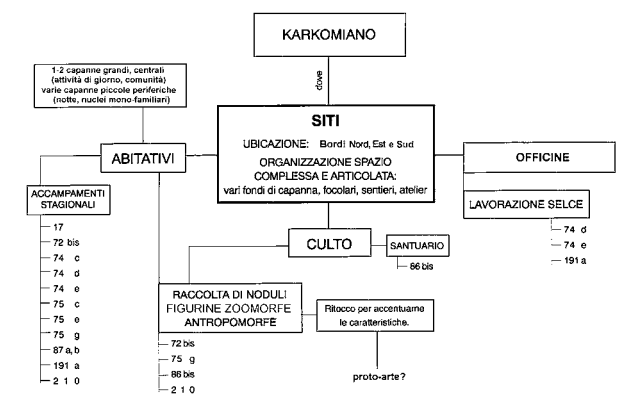 KARKOMIANO
dove
1-2 capanne grandi, centrali
(attività di giorno, comunità)
varie capanne piccole periferiche
(notte, nuclei mono-familiari)
SITI
UBICAZIONE: Bordi Nord, Est e Sud
ORGANIZZAZIONE SPAZIO
COMPLESSA E ARTICOLATA:
vari fondi di capanna, focolari, sentieri, atelier
ABITATIVI
OFFICINE
ACCAMPAMENTI
STAGIONALI
17
72 bis
74 c
74 d
74 e
75 c
75 e
75 g
87 a, b
191 a
2 1 0
LAVORAZIONE SELCE
74 d
74 e
191 a
CULTO
SANTUARIO
86 bis
RACCOLTA DI NODULI
FIGURINE ZOOMORFE
ANTROPOMORFE
72 bis
75 g
86 bis
2 1 0
Ritocco per accentuarne
le caratteristiche.
proto-arte?